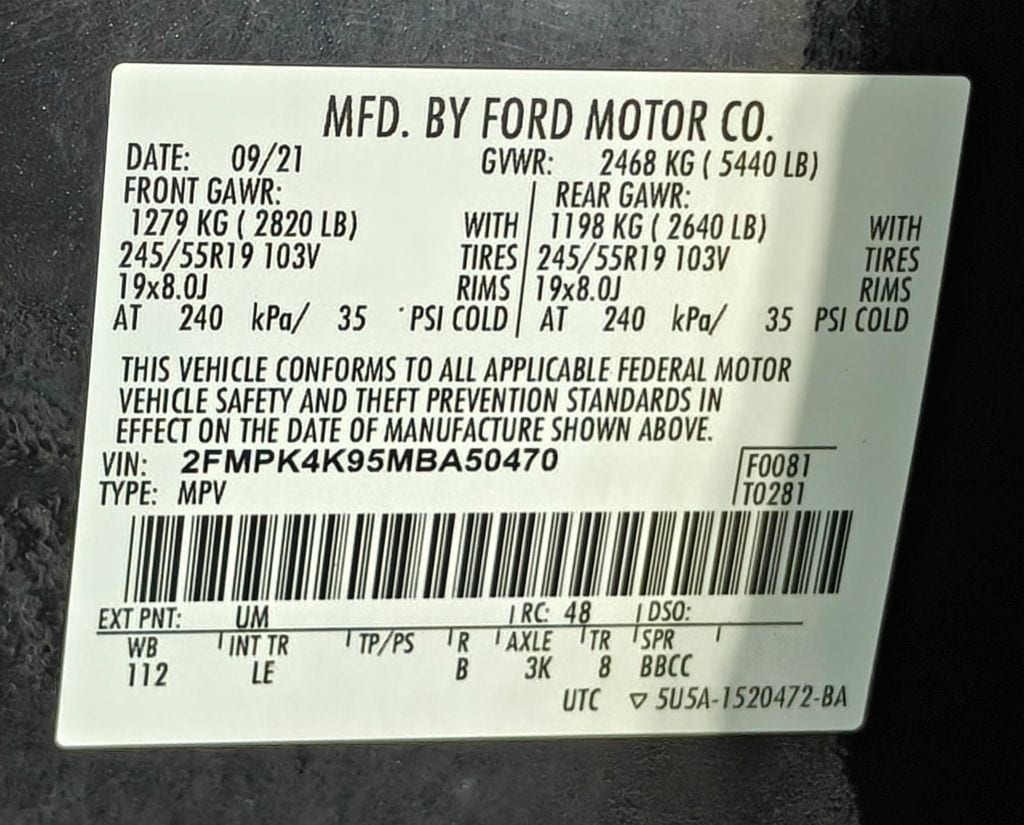 MFD. BY FORD MOTOR CO.
DATE: 09/21 GVWR: 2468 KG ( 5440 LB)
FRONT GAWR: REAR GAWR:
1279 KG ( 2820 LB) WITH 1198 KG ( 2640 LB) WITH
245/55R19 103V TIRES 245/55R19 103V TIRES
19x8.0J RIMS 19x8.0J RIMS
AT 240 kPa/ 35 PSI COLD AT 240 kPa/ 35 PSI COLD
THIS VEHICLE CONFORMS TO ALL APPLICABLE FEDERAL MOTOR
VEHICLE SAFETY AND THEFT PREVENTION STANDARDS IN
EFFECT ON THE DATE OF MANUFACTURE SHOWN ABOVE.
VIN: 2FMPK4K95MBA50470 F0081
TYPE: MPV T0281
EXT PNT: UM RC: 48 DSO:
WB INT TR TP/PS R AXLE TR SPR
112 LE B 3K 8 BBCC
UTC ▽ 5U5A-1520472-BA